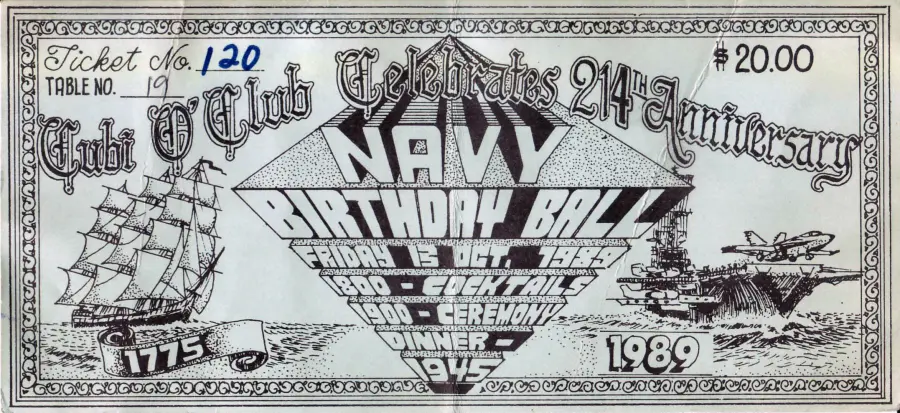 Ticket No. 120
TABLE NO. 19
$20.00
Cubi O' Club Celebrates 214TH Anniversary
NAVY
BIRTHDAY BALL
FRIDAY OCT. 1989
1800 - COCKTAILS
1900 - CEREMONY
DINNER -
1945
1775
1989